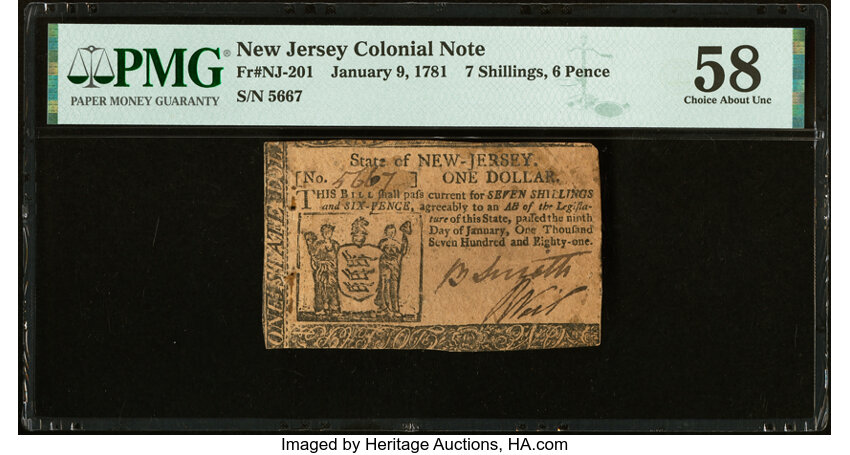 PMG®
PAPER MONEY GUARANTY
New Jersey Colonial Note
Fr#NJ-201 January 9, 1781 7 Shillings, 6 Pence
S/N 5667
58
Choice About Unc
State of NEW-JERSEY.
[No. 5667 ] ONE DOLLAR.
THIS BILL ſhall paſs current for SEVEN SHILLINGS
and SIX-PENCE, agreeably to an AB of the Legiſla-
ture of this State, paſſed the ninth
Day of January, One Thouſand
Seven Hundred and Eighty-one.
B Smith
Imaged by Heritage Auctions, HA.com